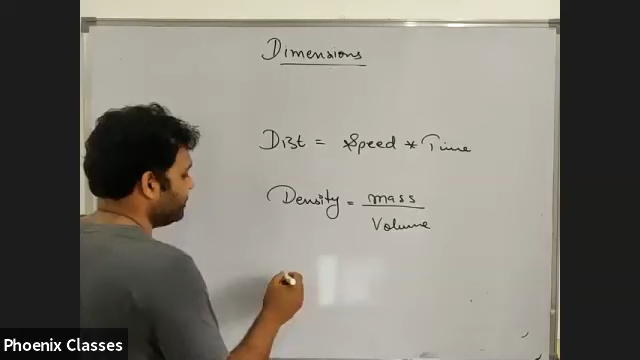 Dimensions
Dist = Speed * Time
Density = mass
Volume
Phoenix Classes